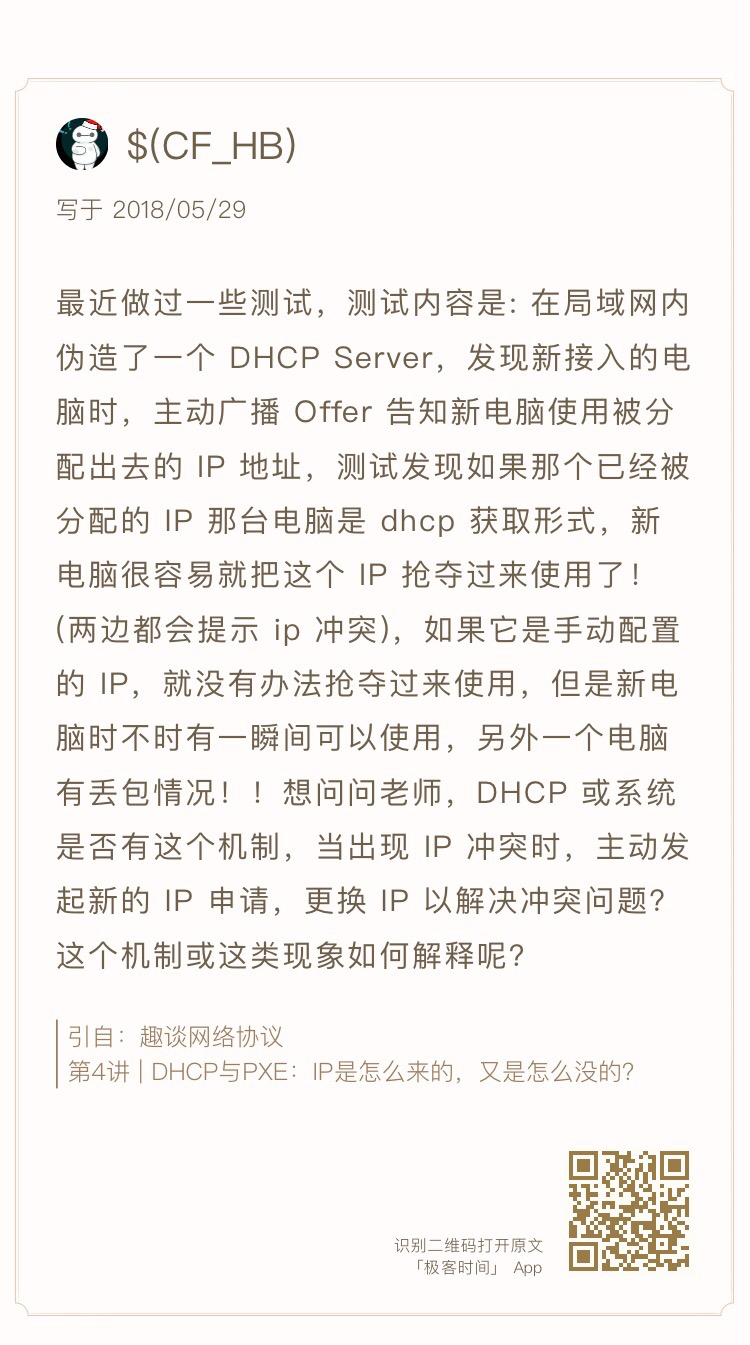 $(CF_HB)
写于 2018/05/29
最近做过一些测试，测试内容是: 在局域网内
伪造了一个 DHCP Server，发现新接入的电
脑时，主动广播 Offer 告知新电脑使用被分
配出去的 IP 地址，测试发现如果那个已经被
分配的 IP 那台电脑是 dhcp 获取形式，新
电脑很容易就把这个 IP 抢夺过来使用了！
(两边都会提示 ip 冲突)，如果它是手动配置
的 IP，就没有办法抢夺过来使用，但是新电
脑时不时有一瞬间可以使用，另外一个电脑
有丢包情况！！想问问老师，DHCP 或系统
是否有这个机制，当出现 IP 冲突时，主动发
起新的 IP 申请，更换 IP 以解决冲突问题？
这个机制或这类现象如何解释呢？
引自：趣谈网络协议
第4讲 | DHCP与PXE：IP是怎么来的，又是怎么没的？
识别二维码打开原文
「极客时间」 App